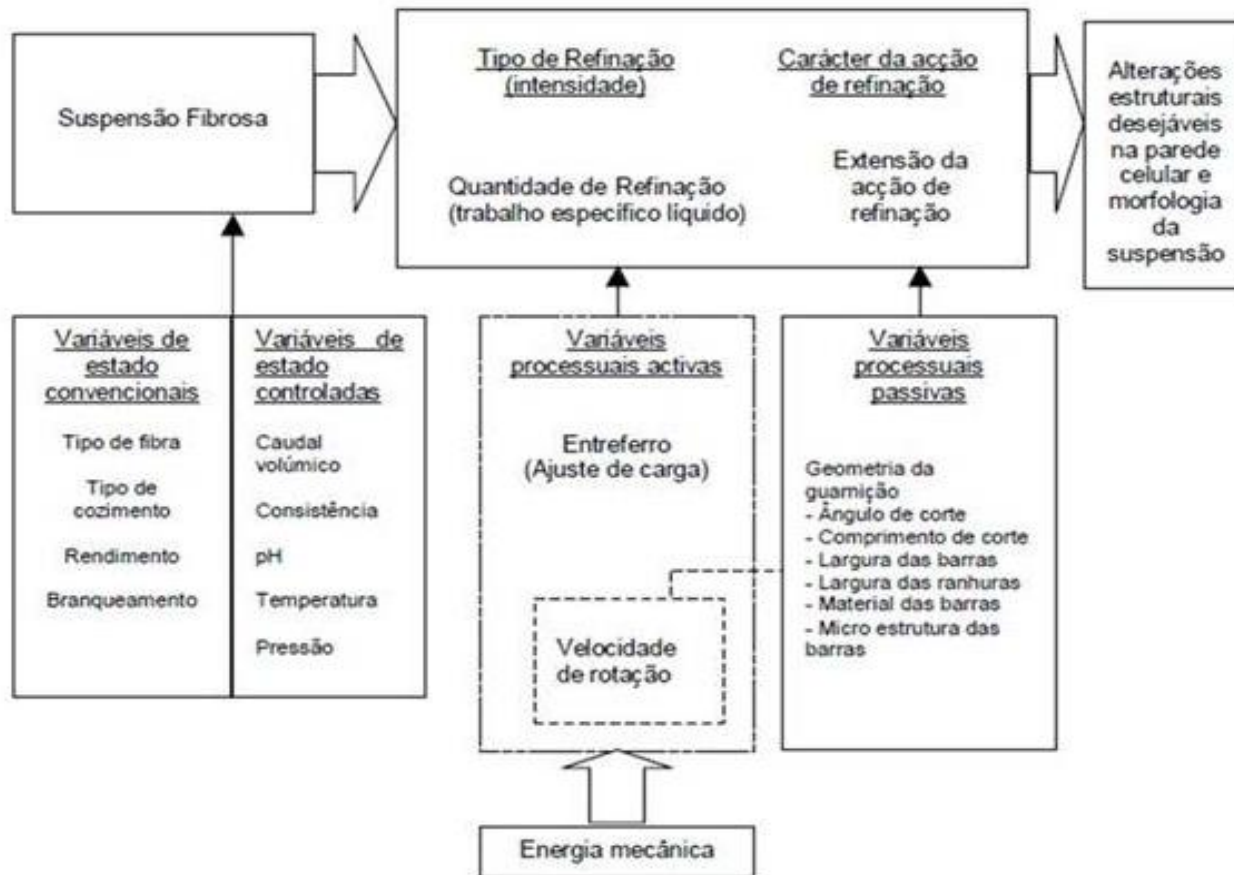 Suspensão Fibrosa
Tipo de Refinação
(intensidade)
Quantidade de Refinação
(trabalho específico líquido)
Carácter da acção
de refinação
Extensão da
acção de
refinação
Alterações
estruturais
desejáveis
na parede
celular e
morfologia
da
suspensão
Variáveis de
estado
convencionais
Tipo de fibra
Tipo de
cozimento
Rendimento
Branqueamento
Variáveis de
estado
controladas
Caudal
volúmico
Consistência
pH
Temperatura
Pressão
Variáveis
processuais activas
Entreferro
(Ajuste de carga)
Velocidade
de rotação
Variáveis
processuais
passivas
Geometria da
guarnição
- Ângulo de corte
- Comprimento de corte
- Largura das barras
- Largura das ranhuras
- Material das barras
- Micro estrutura das
barras
Energia mecânica